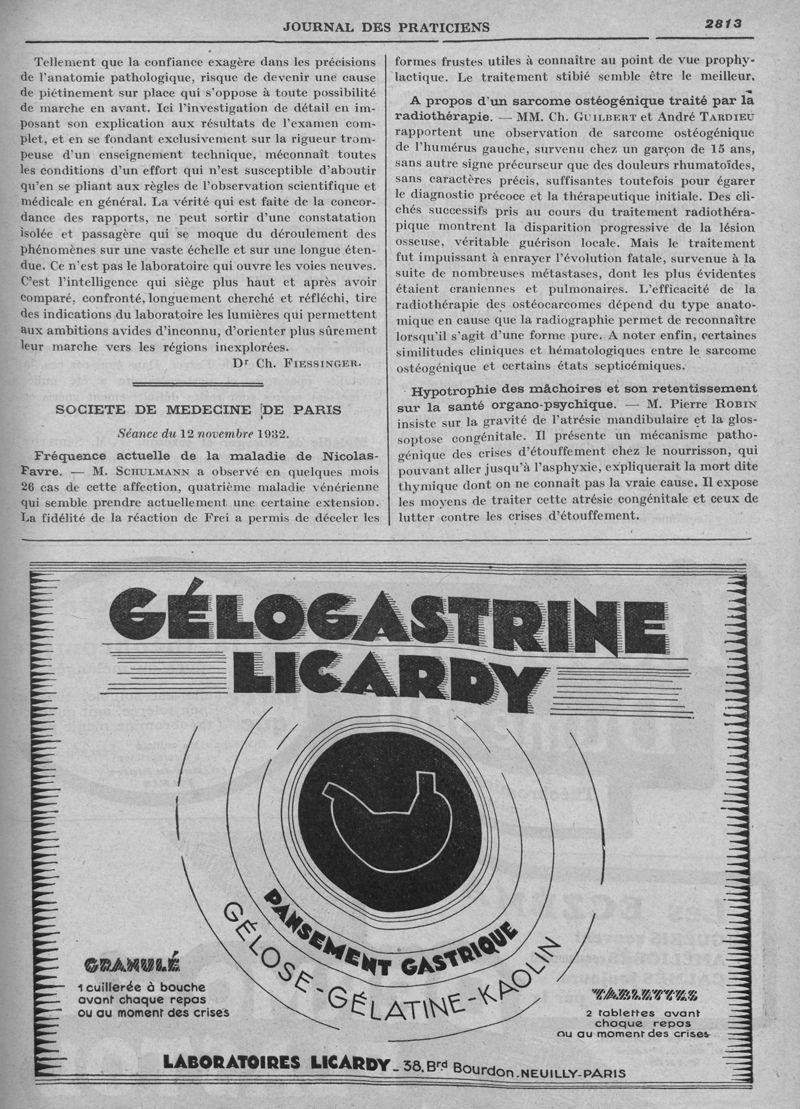 JOURNAL DES PRATICIENS
2813
Tellement que la confiance exagère dans les précisions
de l'anatomie pathologique, risque de devenir une cause
de piétinement sur place qui s'oppose à toute possibilité
de marche en avant. Ici l'investigation de détail en im-
posant son explication aux résultats de l'examen com-
plet, et en se fondant exclusivement sur la rigueur trom-
peuse d'un enseignement technique, méconnaît toutes
les conditions d'un effort qui n'est susceptible d'aboutir
qu'en se pliant aux règles de l'observation scientifique et
médicale en général. La vérité qui est faite de la concor-
dance des rapports, ne peut sortir d'une constatation
isolée et passagère qui se moque du déroulement des
phénomènes sur une vaste échelle et sur une longue éten-
due. Ce n'est pas le laboratoire qui ouvre les voies neuves.
C'est l'intelligence qui siège plus haut et après avoir
comparé, confronté, longuement cherché et réfléchi, tire
des indications du laboratoire les lumières qui permettent
aux ambitions avides d'inconnu, d'orienter plus sûrement
leur marche vers les régions inexplorées.
Dr Ch. FIESSINGER.
SOCIETE DE MEDECINE DE PARIS
Séance du 12 novembre 1932.
Fréquence actuelle de la maladie de Nicolas-
Favre. — M. SCHULMANN a observé en quelques mois
26 cas de cette affection, quatrième maladie vénérienne
qui semble prendre actuellement une certaine extension.
La fidélité de la réaction de Frei a permis de déceler les
formes frustes utiles à connaître au point de vue prophy-
lactique. Le traitement stibié semble être le meilleur.
A propos d'un sarcome ostéogénique traité par la
radiothérapie. — MM. Ch. GUILBERT et André TARDIEU
rapportent une observation de sarcome ostéogénique
de l'humérus gauche, survenu chez un garçon de 15 ans,
sans autre signe précurseur que des douleurs rhumatoïdes,
sans caractères précis, suffisantes toutefois pour égarer
le diagnostic précoce et la thérapeutique initiale. Des cli-
chés successifs pris au cours du traitement radiothéra-
pique montrent la disparition progressive de la lésion
osseuse, véritable guérison locale. Mais le traitement
fut impuissant à enrayer l'évolution fatale, survenue à la
suite de nombreuses métastases, dont les plus évidentes
étaient craniennes et pulmonaires. L'efficacité de la
radiothérapie des ostéocarcomes dépend du type anato-
mique en cause que la radiographie permet de reconnaître
lorsqu'il s'agit d'une forme pure. A noter enfin, certaines
similitudes cliniques et hématologiques entre le sarcome
ostéogénique et certains états septicémiques.
Hypotrophie des mâchoires et son retentissement
sur la santé organo-psychique. — M. Pierre ROBIN
insiste sur la gravité de l'atrésie mandibulaire et la glos-
soptose congénitale. Il présente un mécanisme patho-
génique des crises d'étouffement chez le nourrisson, qui
pouvant aller jusqu'à l'asphyxie, expliquerait la mort dite
thymique dont on ne connaît pas la vraie cause. Il expose
les moyens de traiter cette atrésie congénitale et ceux de
lutter contre les crises d'étouffement.
GÉLOGASTRINE
LICARDY
PANSEMENT GASTRIQUE
GÉLOSE-GÉLATINE-KAOLIN
GRANULÉ
1 cuillerée à bouche
avant chaque repas
ou au moment des crises
TABLETTES
2 tablettes avant
chaque repas
ou au moment des crises
LABORATOIRES LICARDY_38, Brd Bourdon.NEUILLY-PARIS